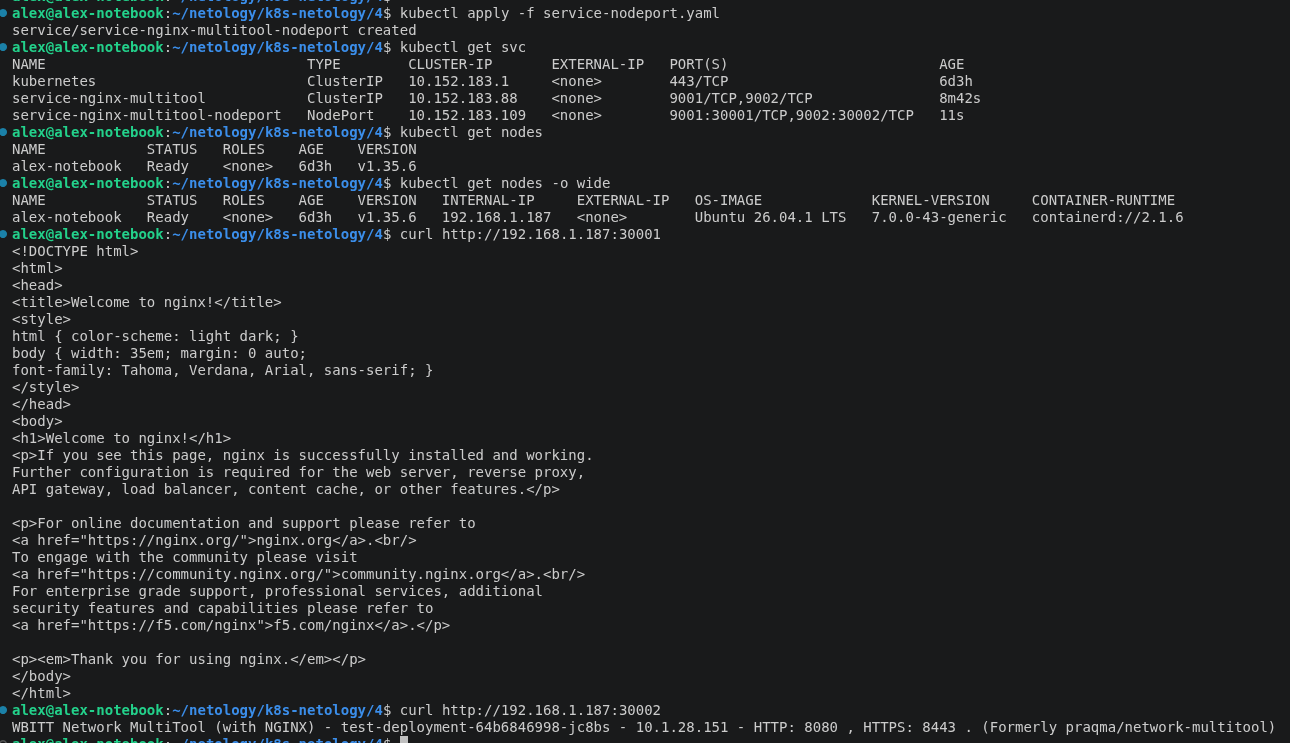 alex@alex-notebook:~/netology/k8s-netology/4$ kubectl apply -f service-nodeport.yaml
service/service-nginx-multitool-nodeport created
alex@alex-notebook:~/netology/k8s-netology/4$ kubectl get svc
NAME                               TYPE        CLUSTER-IP       EXTERNAL-IP   PORT(S)                         AGE
kubernetes                         ClusterIP   10.152.183.1     <none>        443/TCP                         6d3h
service-nginx-multitool            ClusterIP   10.152.183.88    <none>        9001/TCP,9002/TCP               8m42s
service-nginx-multitool-nodeport   NodePort    10.152.183.109   <none>        9001:30001/TCP,9002:30002/TCP   11s
alex@alex-notebook:~/netology/k8s-netology/4$ kubectl get nodes
NAME            STATUS   ROLES    AGE    VERSION
alex-notebook   Ready    <none>   6d3h   v1.35.6
alex@alex-notebook:~/netology/k8s-netology/4$ kubectl get nodes -o wide
NAME            STATUS   ROLES    AGE    VERSION   INTERNAL-IP     EXTERNAL-IP   OS-IMAGE             KERNEL-VERSION     CONTAINER-RUNTIME
alex-notebook   Ready    <none>   6d3h   v1.35.6   192.168.1.187   <none>        Ubuntu 26.04.1 LTS   7.0.0-43-generic   containerd://2.1.6
alex@alex-notebook:~/netology/k8s-netology/4$ curl http://192.168.1.187:30001
<!DOCTYPE html>
<html>
<head>
<title>Welcome to nginx!</title>
<style>
html { color-scheme: light dark; }
body { width: 35em; margin: 0 auto;
font-family: Tahoma, Verdana, Arial, sans-serif; }
</style>
</head>
<body>
<h1>Welcome to nginx!</h1>
<p>If you see this page, nginx is successfully installed and working.
Further configuration is required for the web server, reverse proxy,
API gateway, load balancer, content cache, or other features.</p>

<p>For online documentation and support please refer to
<a href="https://nginx.org/">nginx.org</a>.<br/>
To engage with the community please visit
<a href="https://community.nginx.org/">community.nginx.org</a>.<br/>
For enterprise grade support, professional services, additional
security features and capabilities please refer to
<a href="https://f5.com/nginx">f5.com/nginx</a>.</p>

<p><em>Thank you for using nginx.</em></p>
</body>
</html>
alex@alex-notebook:~/netology/k8s-netology/4$ curl http://192.168.1.187:30002
WBITT Network MultiTool (with NGINX) - test-deployment-64b6846998-jc8bs - 10.1.28.151 - HTTP: 8080 , HTTPS: 8443 . (Formerly praqma/network-multitool)
alex@alex-notebook:~/netology/k8s-netology/4$